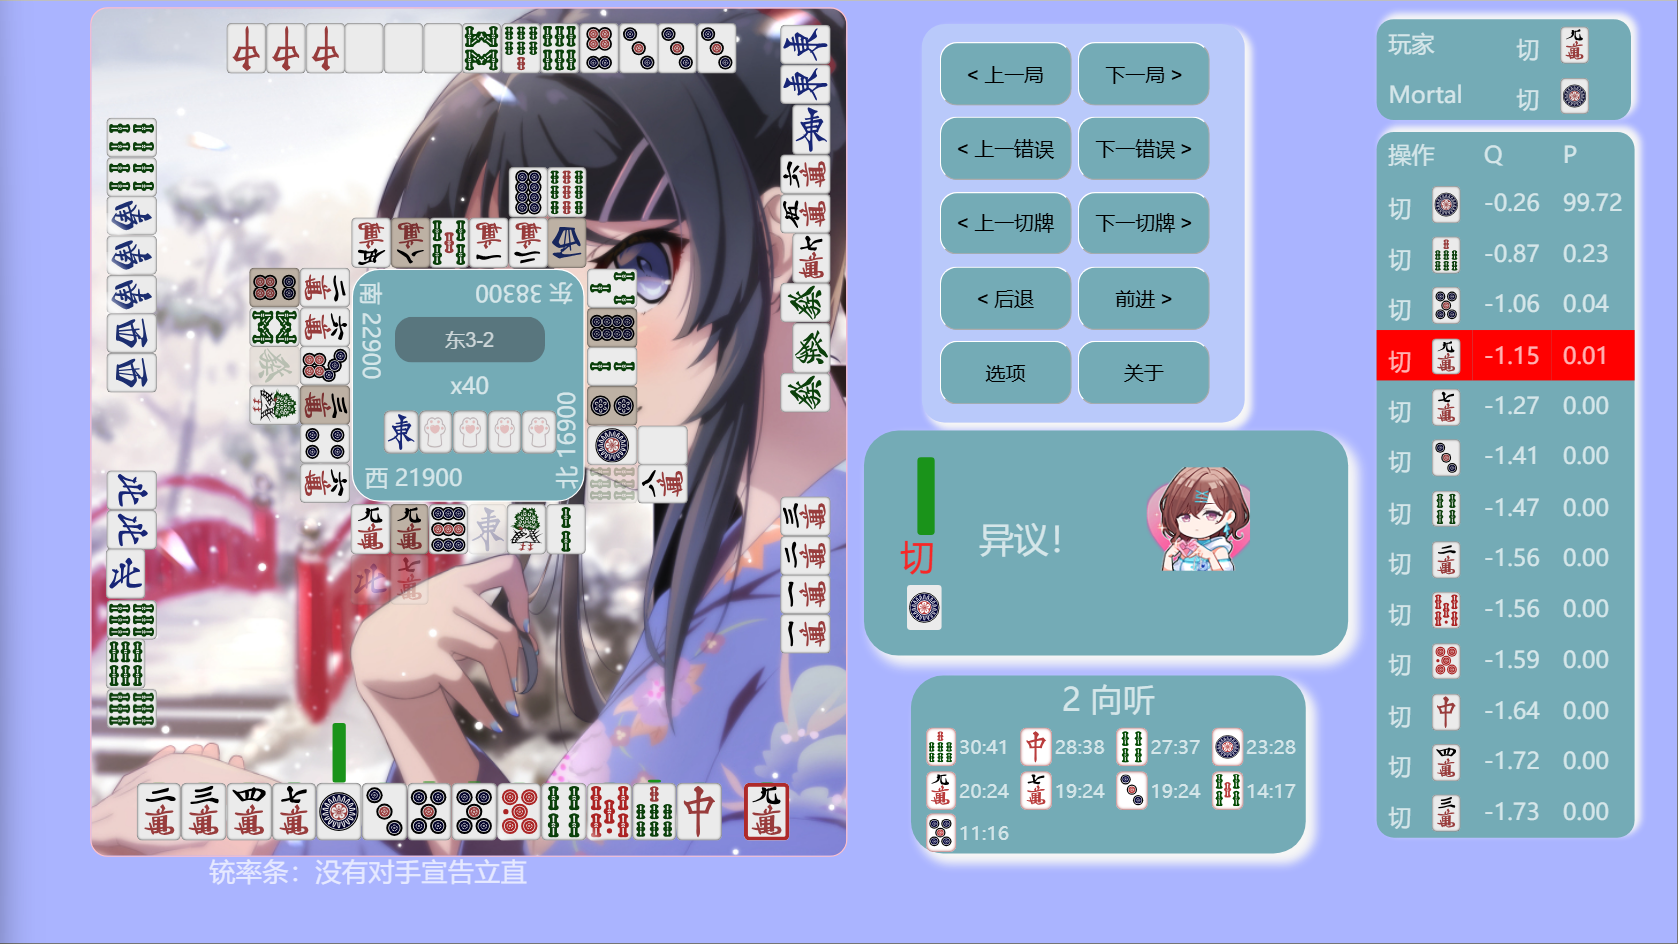 东 38300
南 22900
东3-2
x40
北 16900
西 21900
铳率条：没有对手宣告立直
< 上一局
下一局 >
< 上一错误
下一错误 >
< 上一切牌
下一切牌 >
< 后退
前进 >
选项
关于
切
异议！
2 向听
30:41
28:38
27:37
23:28
20:24
19:24
19:24
14:17
11:16
玩家 切
Mortal 切
操作 Q P
切 -0.26 99.72
切 -0.87 0.23
切 -1.06 0.04
切 -1.15 0.01
切 -1.27 0.00
切 -1.41 0.00
切 -1.47 0.00
切 -1.56 0.00
切 -1.56 0.00
切 -1.59 0.00
切 -1.64 0.00
切 -1.72 0.00
切 -1.73 0.00